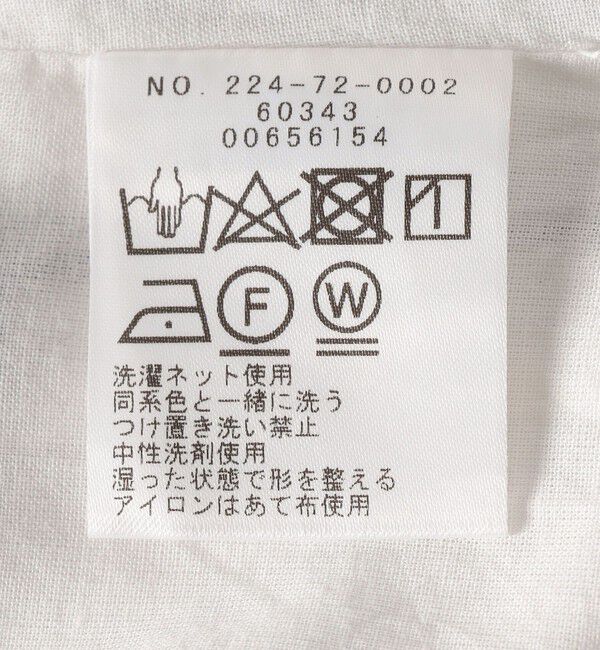 NO. 224-72-0002
60343
00656154
F W
洗濯ネット使用
同系色と一緒に洗う
つけ置き洗い禁止
中性洗剤使用
湿った状態で形を整える
アイロンはあて布使用